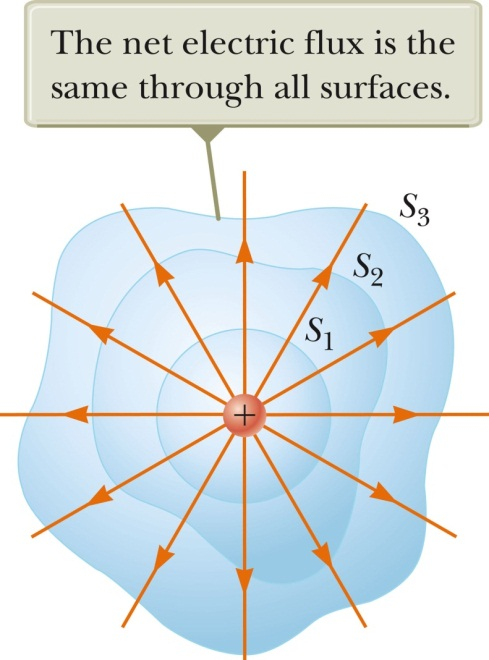 The net electric flux is the
same through all surfaces.
S3
S2
S1
+